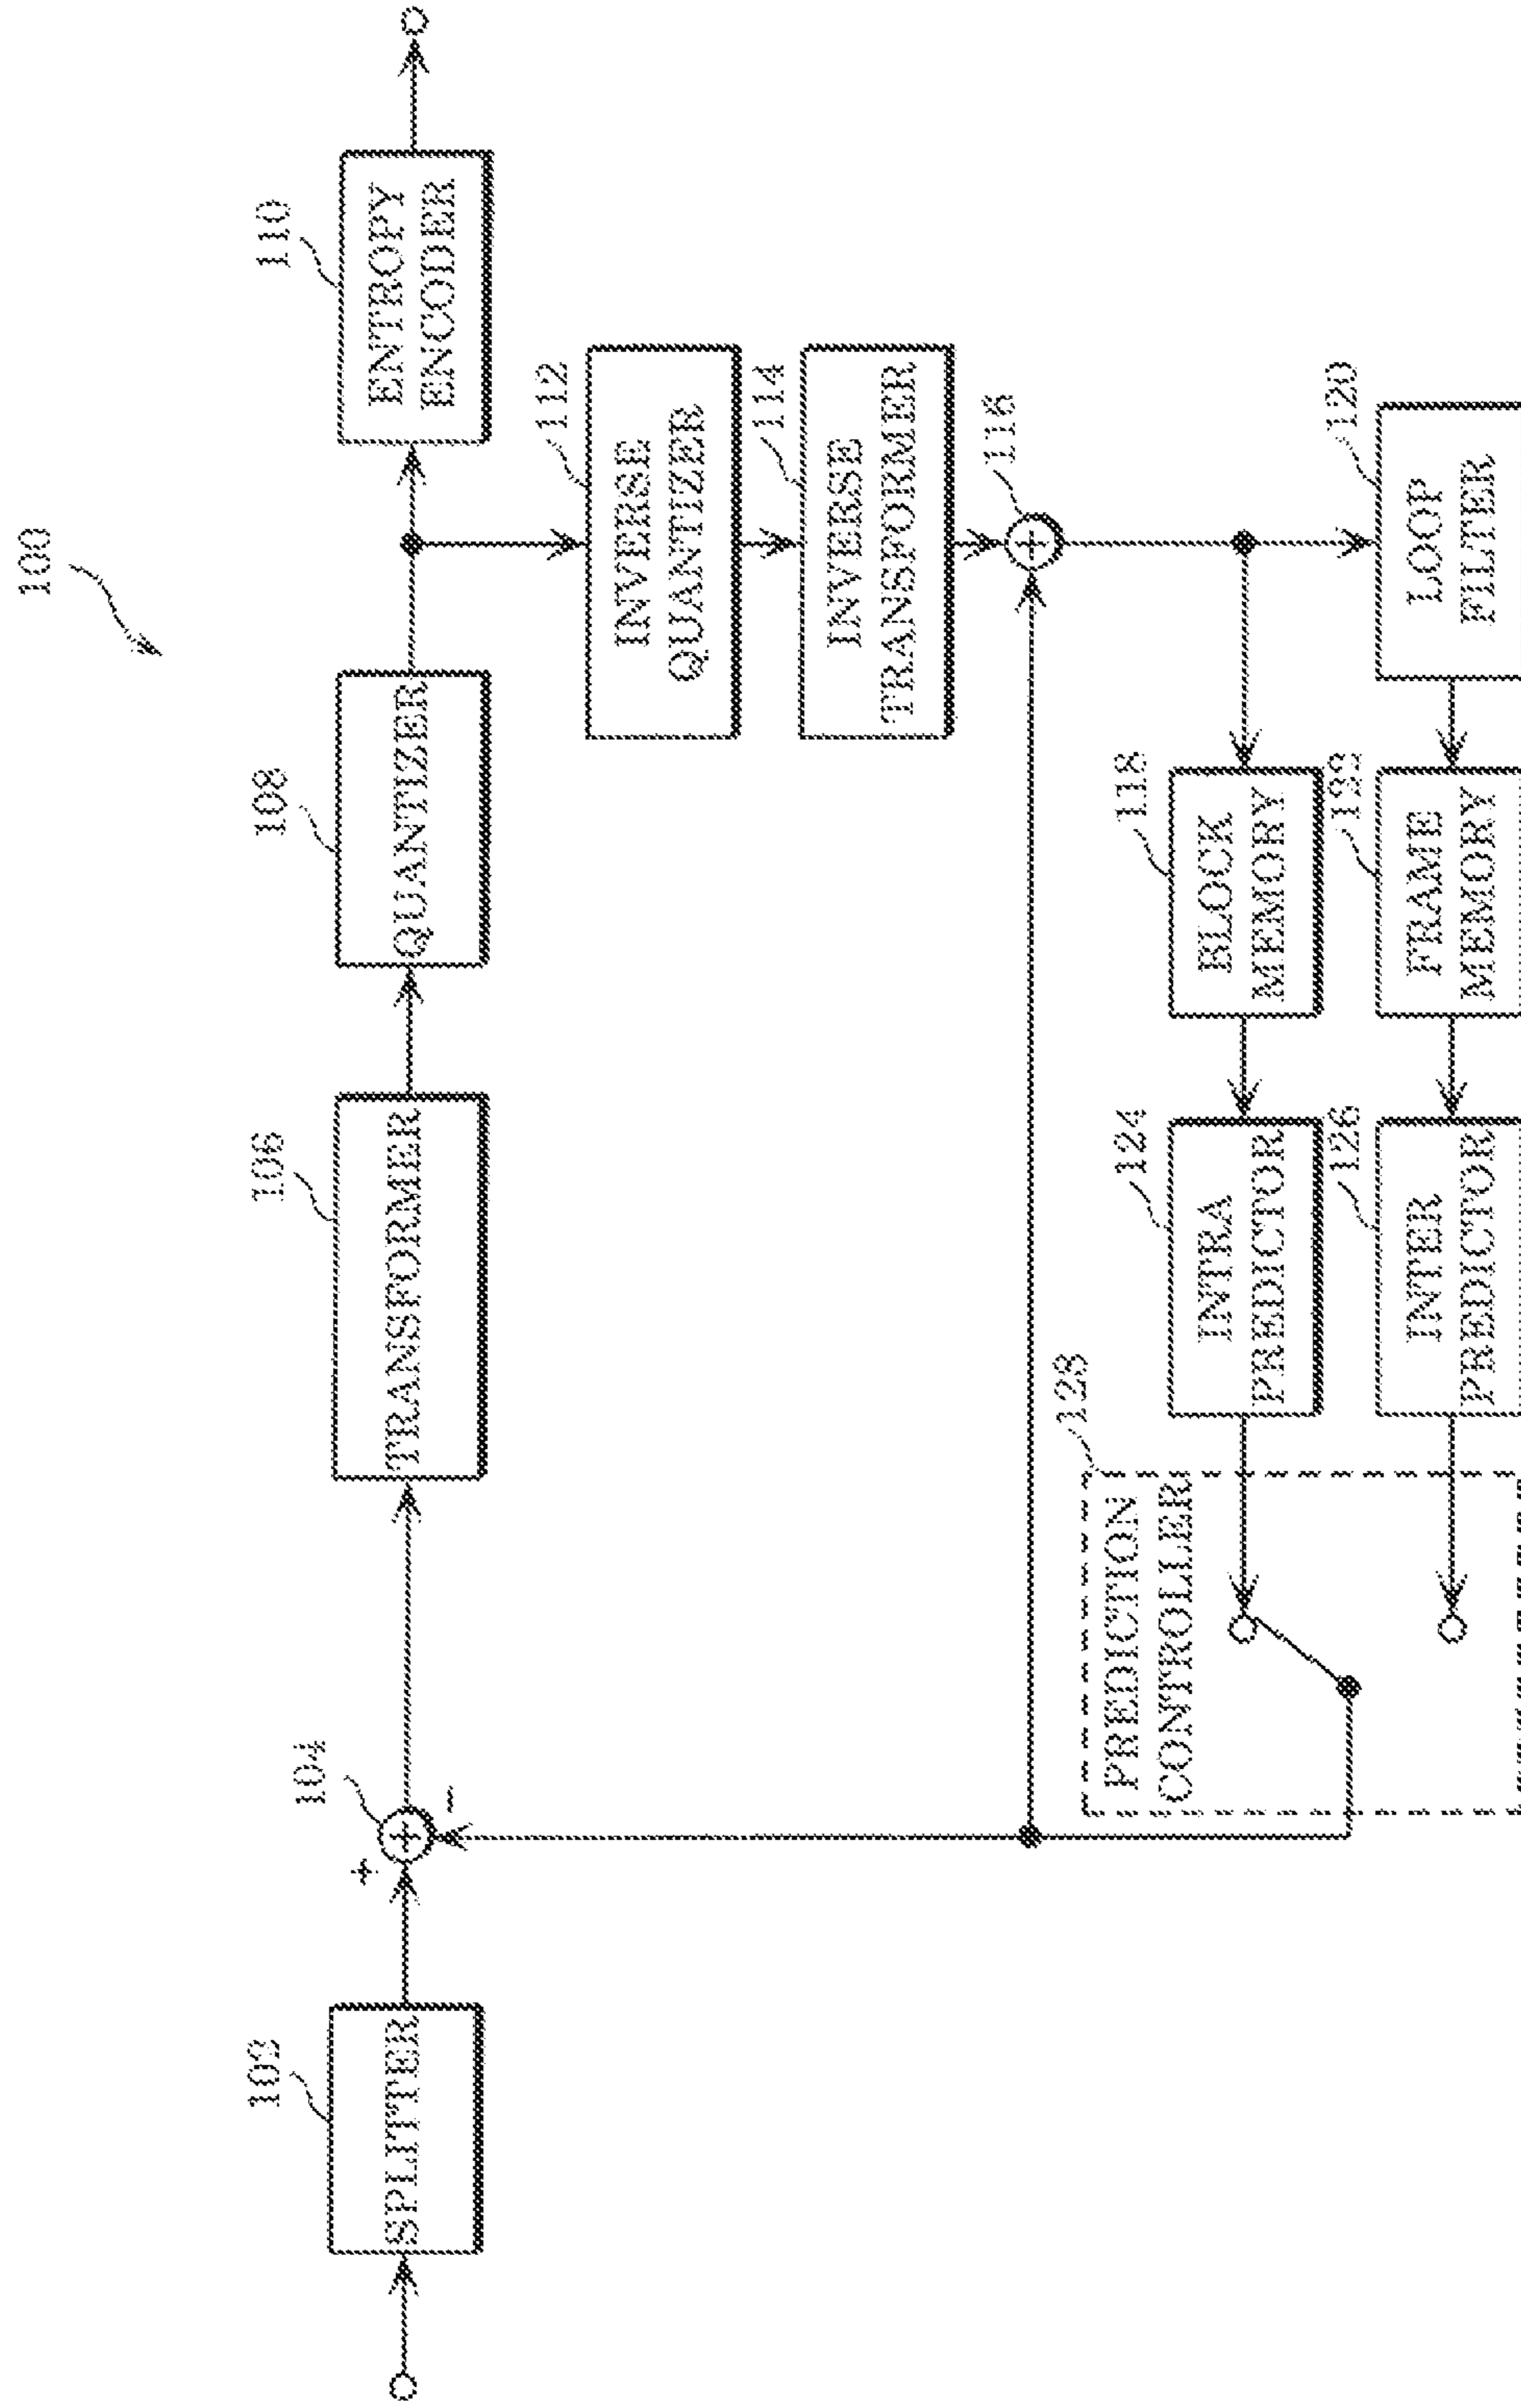 100
102
SPLITTER
104
+
-
106
TRANSFORMER
108
QUANTIZER
110
ENTROPY
ENCODER
112
INVERSE
QUANTIZER
114
INVERSE
TRANSFORMER
116
128
PREDICTION
CONTROLLER
124
INTRA
PREDICTOR
118
BLOCK
MEMORY
126
INTER
PREDICTOR
122
FRAME
MEMORY
120
LOOP
FILTER